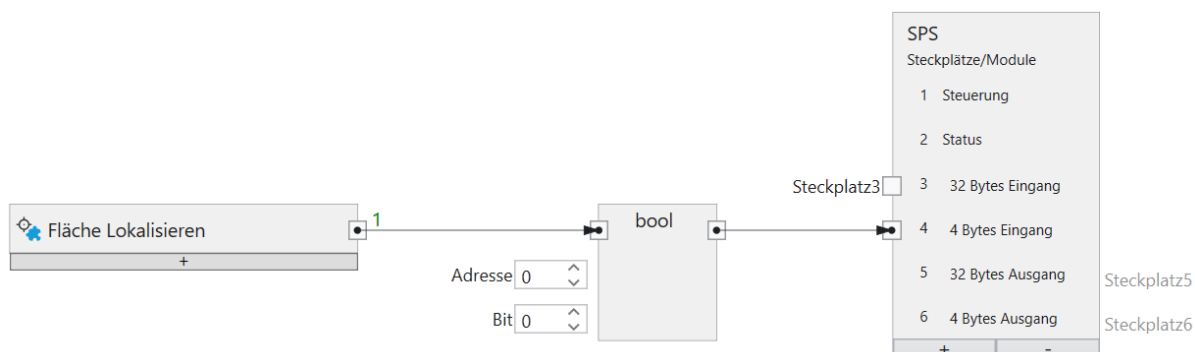 SPS
Steckplätze/Module
1 Steuerung
2 Status
Steckplatz3 3 32 Bytes Eingang
Fläche Lokalisieren 1 bool 4 4 Bytes Eingang
+
Adresse 0 5 32 Bytes Ausgang Steckplatz5
Bit 0 6 4 Bytes Ausgang Steckplatz6
+ -